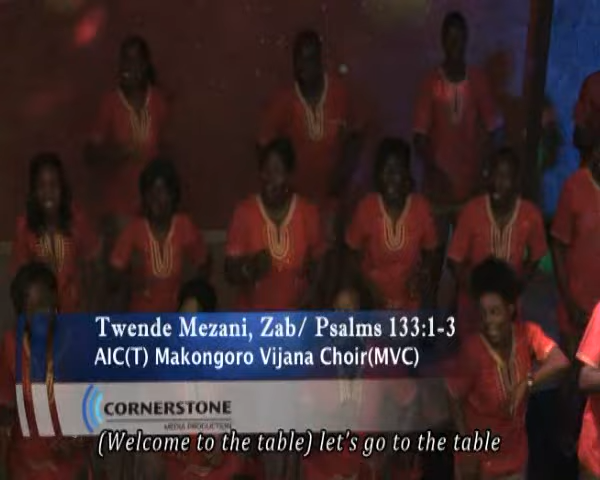 Twende Mezani, Zab/ Psalms 133:1-3
AIC(T) Makongoro Vijana Choir(MVC)
CORNERSTONE
MEDIA PRODUCTION
(Welcome to the table) let's go to the table